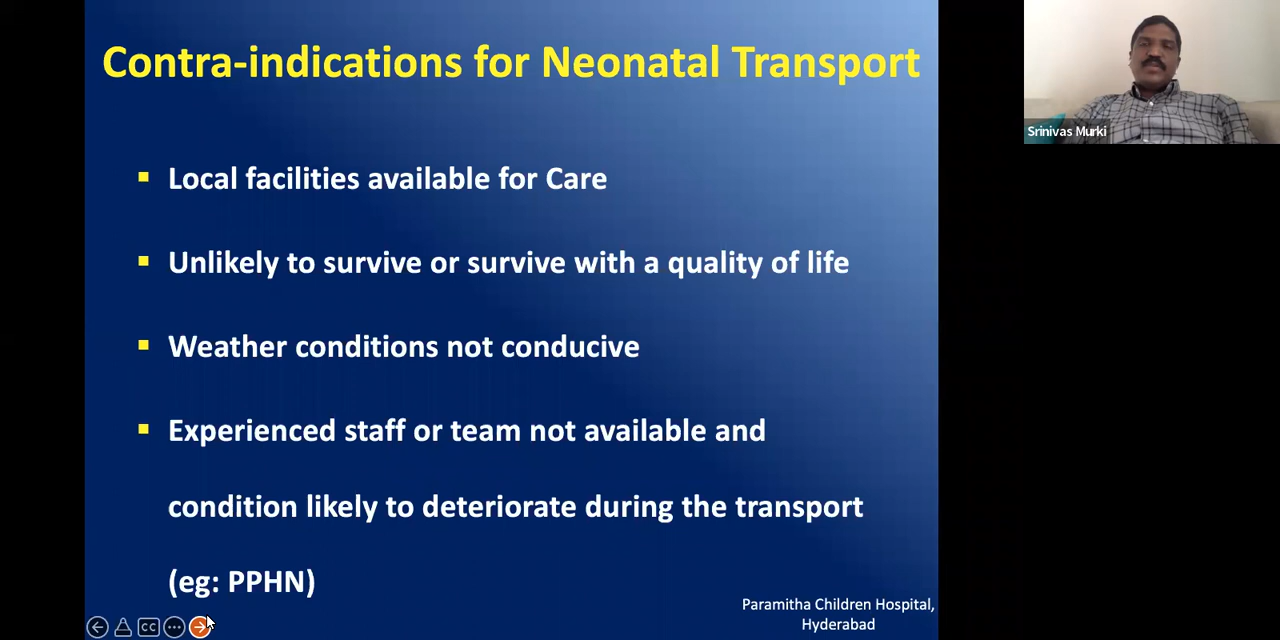 Contra-indications for Neonatal Transport
Srinivas Murki
▪ Local facilities available for Care
▪ Unlikely to survive or survive with a quality of life
▪ Weather conditions not conducive
▪ Experienced staff or team not available and
condition likely to deteriorate during the transport
(eg: PPHN)
Paramitha Children Hospital,
Hyderabad
CC